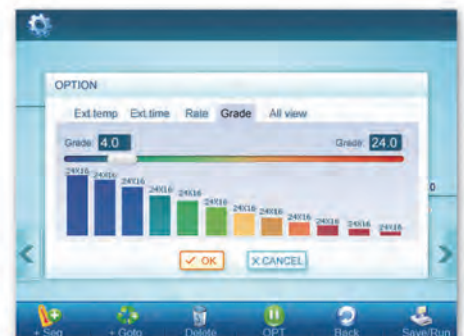 OPTION
Ext.temp Ext.time Rate Grade All view
Grade: 4.0 Grade: 24.0
24X16 24X16 24X16 24X16 24X16 24X16 24X16 24X16 24X16 24X16 24X16 24X16
0
OK X CANCEL
+ Seg + Goto Delete OPT Back Save/Run